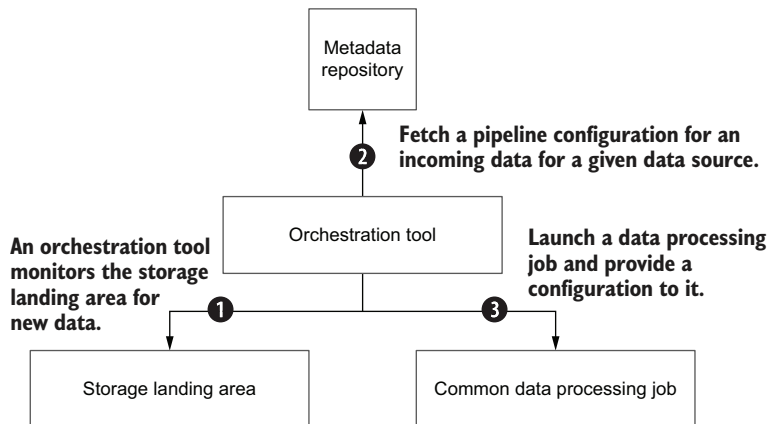 Metadata
repository
2
Fetch a pipeline configuration for an
incoming data for a given data source.
Orchestration tool
An orchestration tool
monitors the storage
landing area for
new data.
Launch a data processing
job and provide a
configuration to it.
1
3
Storage landing area
Common data processing job